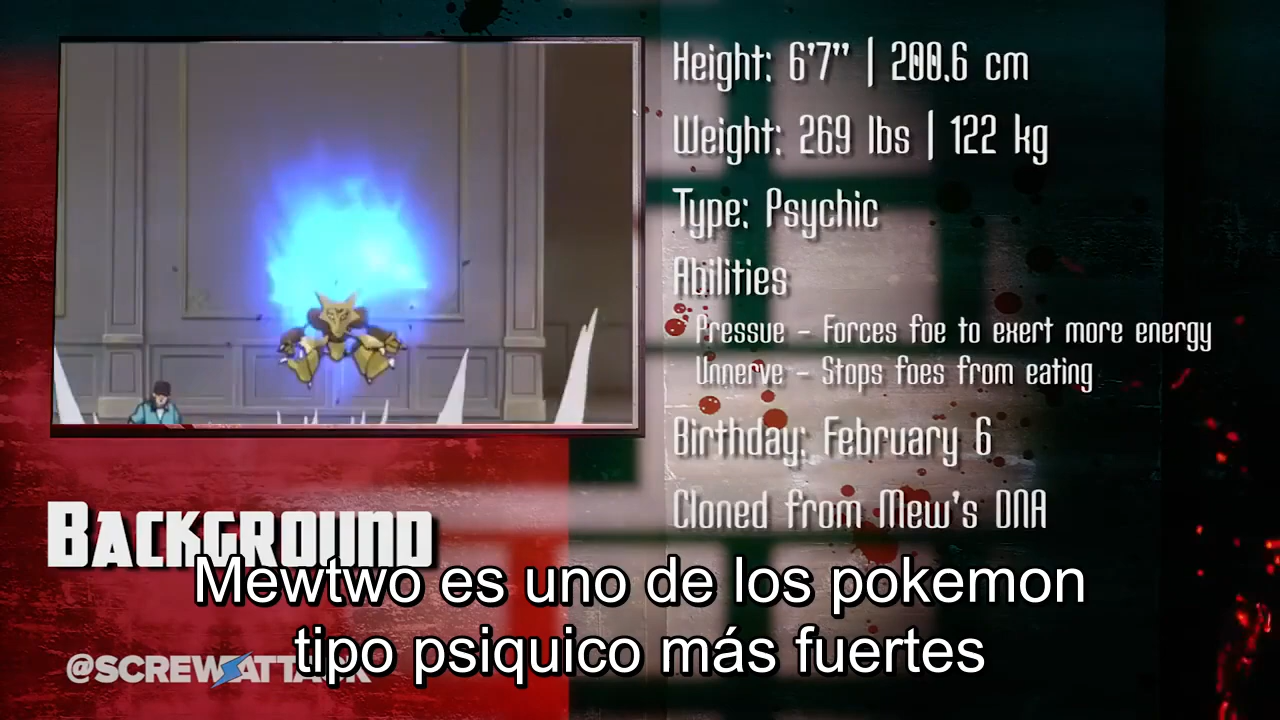 Height: 6'7" | 200.6 cm
Weight: 269 lbs | 122 kg
Type: Psychic
Abilities
Pressue - Forces foe to exert more energy
Unnerve - Stops foes from eating
Birthday: February 6
Cloned from Mew's DNA
BACKGROUND
Mewtwo es uno de los pokemon
tipo psiquico más fuertes
@SCREWATTACK